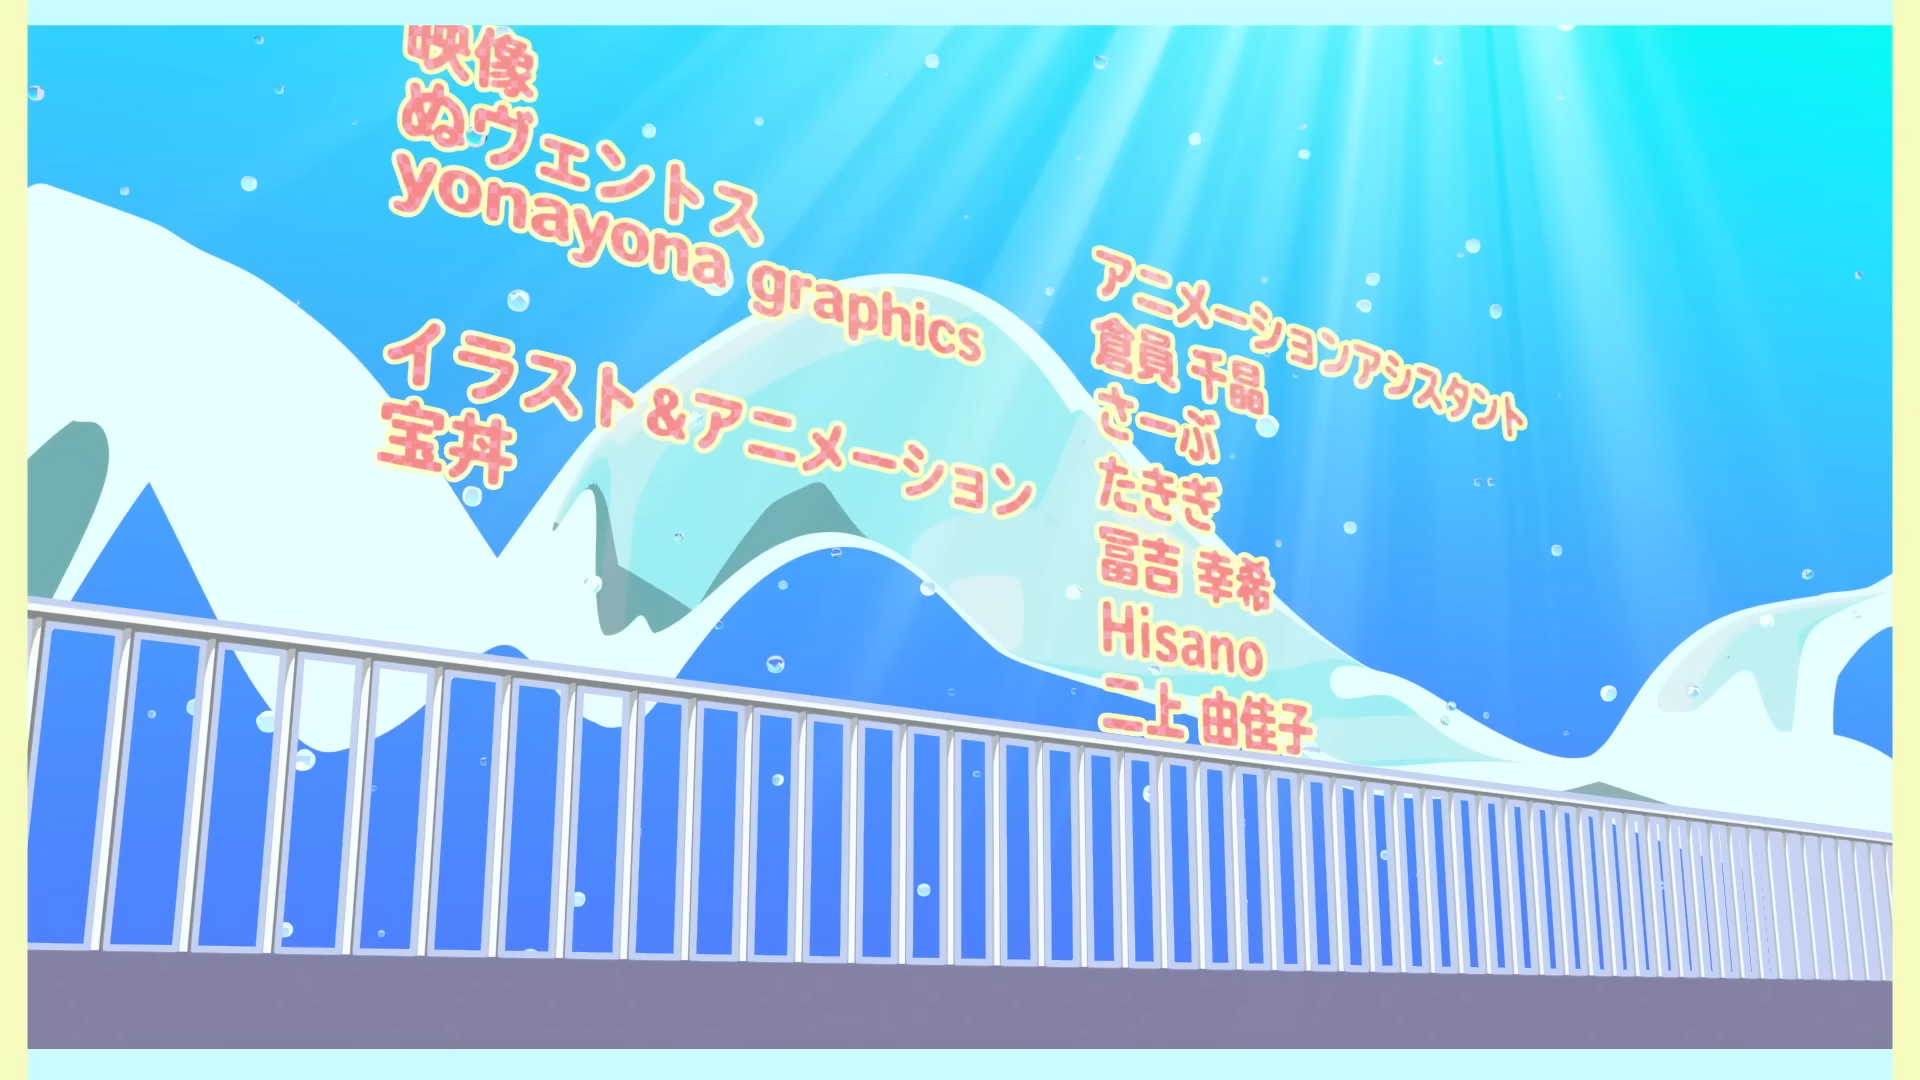 映像
ぬヴェントス
yonayona graphics
イラスト&アニメーション
宝丼
アニメーションアシスタント
倉員 千晶
さーぶ
たきぎ
冨吉 幸希
Hisano
二上 由佳子